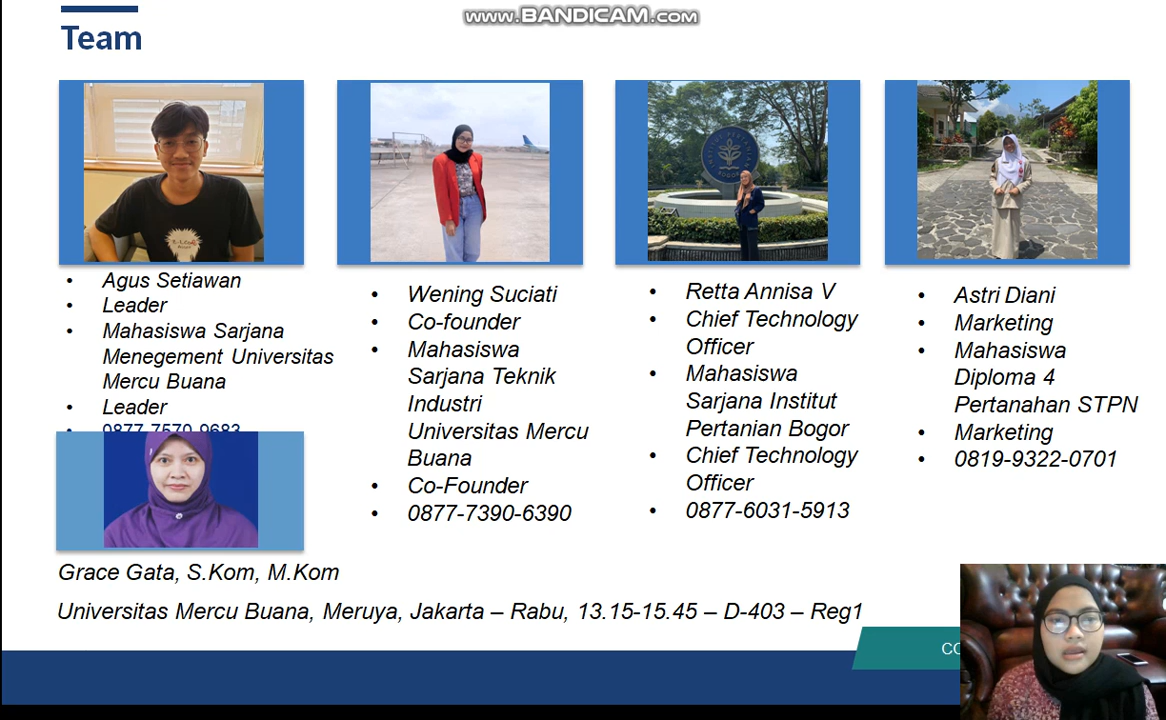 www.BANDICAM.com
Team
• Agus Setiawan
• Leader
• Mahasiswa Sarjana
Menegement Universitas
Mercu Buana
• Leader
• 0877-7570-9683
• Wening Suciati
• Co-founder
• Mahasiswa
Sarjana Teknik
Industri
Universitas Mercu
Buana
• Co-Founder
• 0877-7390-6390
• Retta Annisa V
• Chief Technology
Officer
• Mahasiswa
Sarjana Institut
Pertanian Bogor
• Chief Technology
Officer
• 0877-6031-5913
• Astri Diani
• Marketing
• Mahasiswa
Diploma 4
Pertanahan STPN
• Marketing
• 0819-9322-0701
Grace Gata, S.Kom, M.Kom
Universitas Mercu Buana, Meruya, Jakarta – Rabu, 13.15-15.45 – D-403 – Reg1